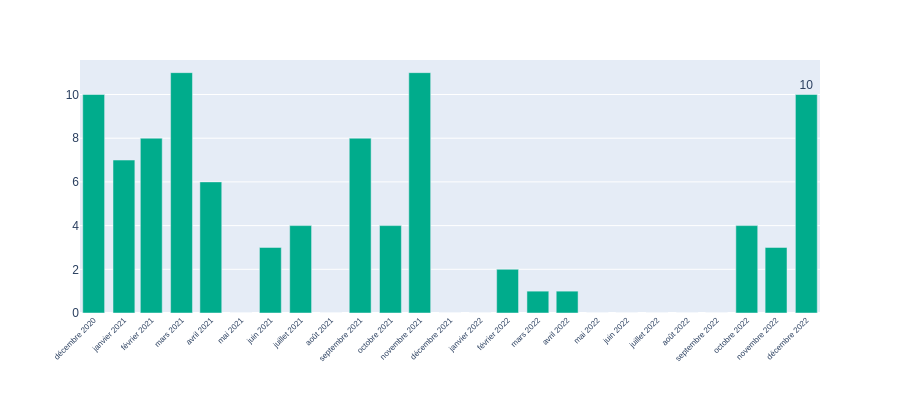 10
10
8
6
4
2
0
décembre 2020
janvier 2021
février 2021
mars 2021
avril 2021
mai 2021
juin 2021
juillet 2021
août 2021
septembre 2021
octobre 2021
novembre 2021
décembre 2021
janvier 2022
février 2022
mars 2022
avril 2022
mai 2022
juin 2022
juillet 2022
août 2022
septembre 2022
octobre 2022
novembre 2022
décembre 2022